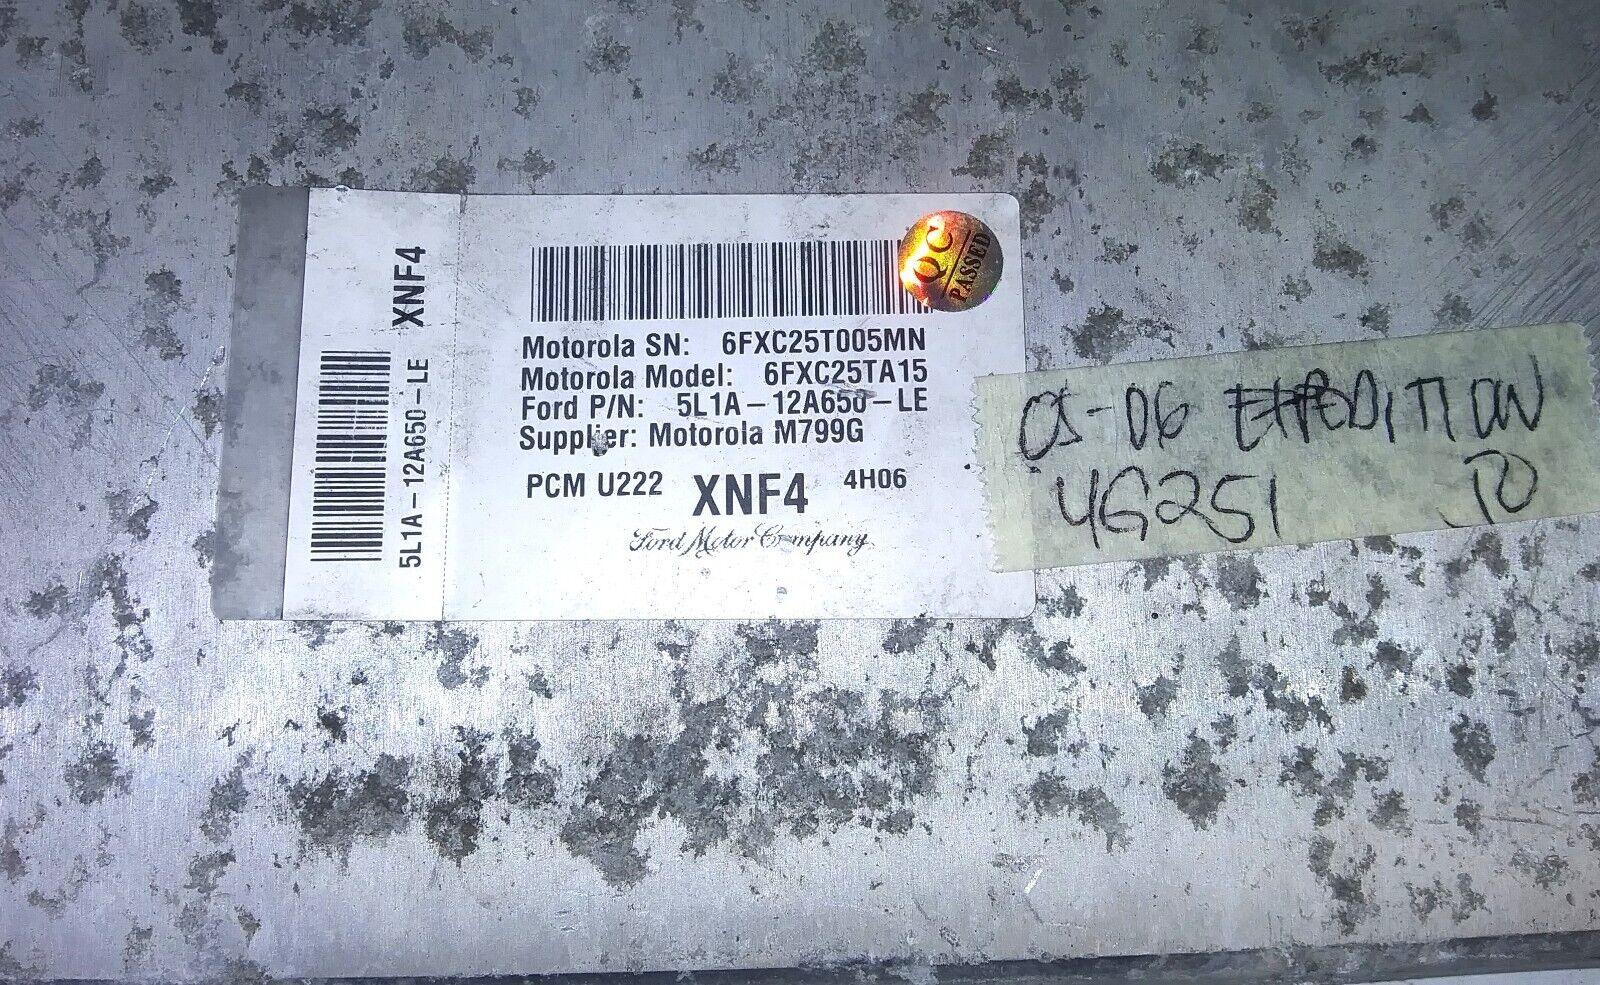 XNF4
5L1A-12A650-LE
QC
PASSED
Motorola SN: 6FXC25T005MN
Motorola Model: 6FXC25TA15
Ford P/N: 5L1A-12A650-LE
Supplier: Motorola M799G
PCM U222 XNF4 4H06
Ford Motor Company
05-06 EXPEDITION
4G251